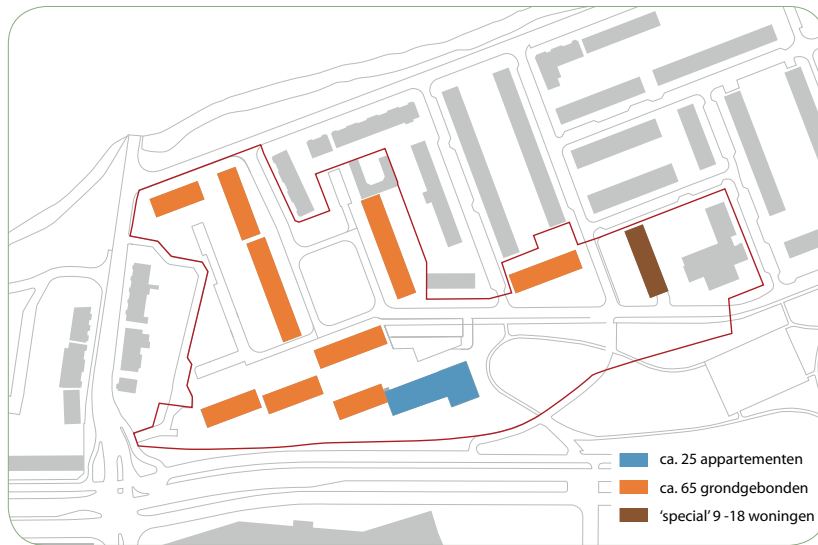 ca. 25 appartementen
ca. 65 grondgebonden
‘special’ 9 -18 woningen